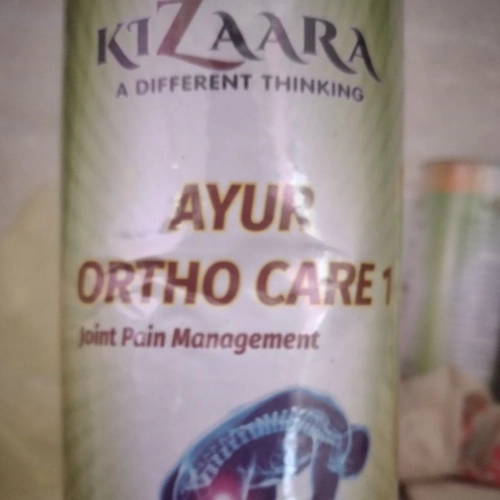 KIZAARA
A DIFFERENT THINKING
AYUR
ORTHO CARE 1
Joint Pain Management